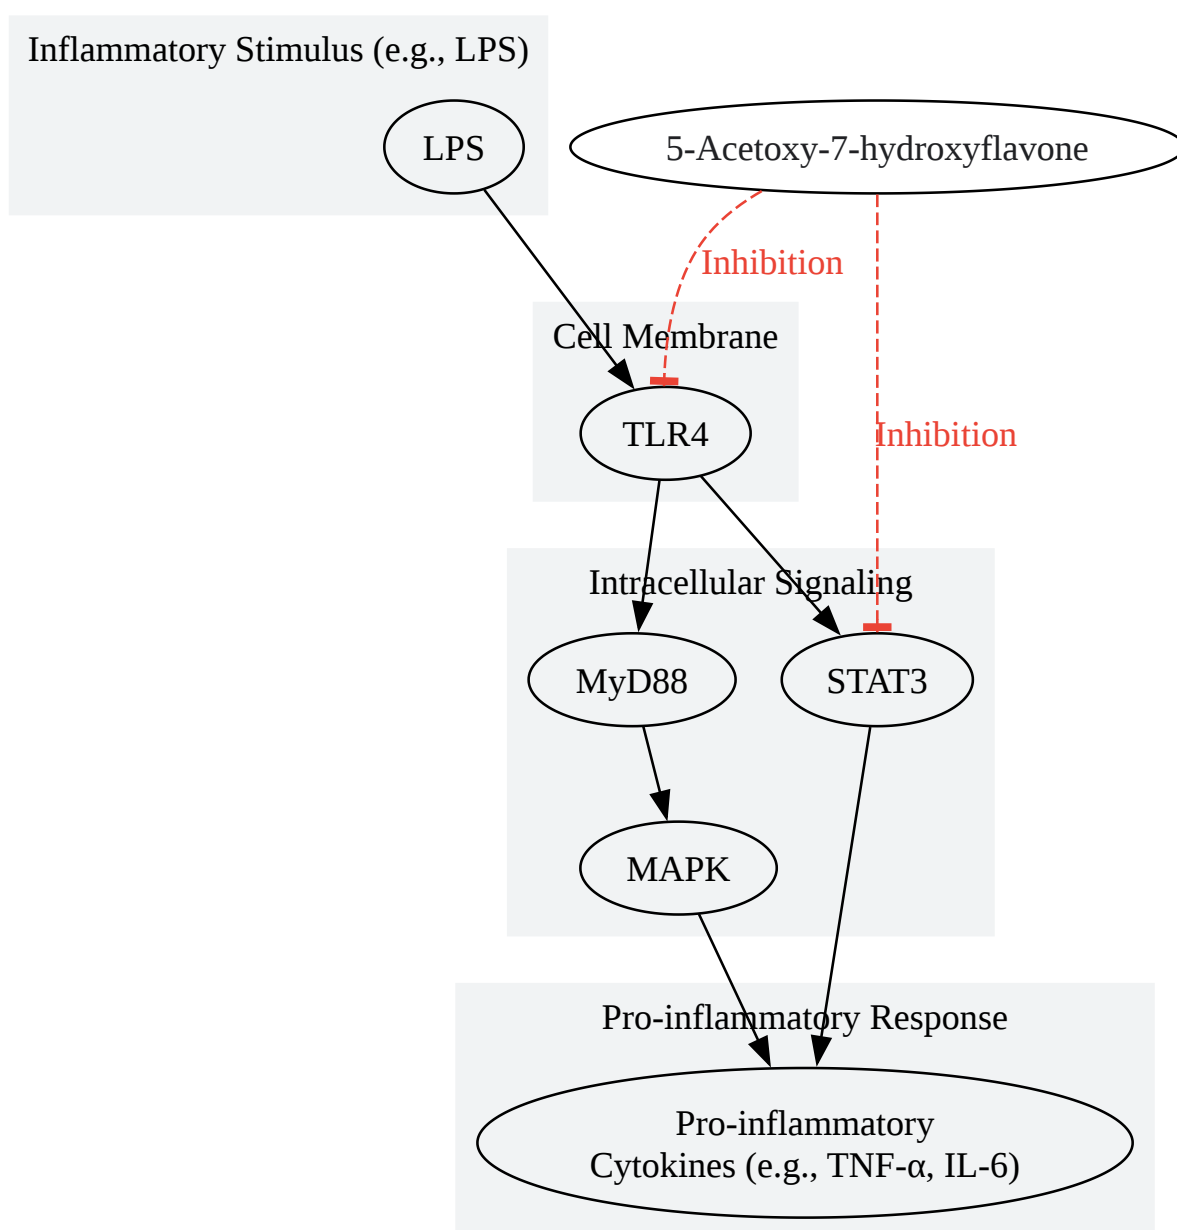 Inflammatory Stimulus (e.g., LPS)
LPS
5-Acetoxy-7-hydroxyflavone
Inhibition
Cell Membrane
TLR4
Inhibition
Intracellular Signaling
MyD88
STAT3
MAPK
Pro-inflammatory Response
Pro-inflammatory
Cytokines (e.g., TNF-α, IL-6)